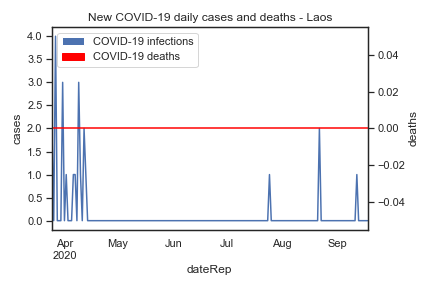 New COVID-19 daily cases and deaths - Laos
COVID-19 infections
COVID-19 deaths
4.0
3.5
3.0
2.5
2.0
1.5
1.0
0.5
0.0
cases
0.04
0.02
0.00
−0.02
−0.04
deaths
Apr May Jun Jul Aug Sep
2020
dateRep